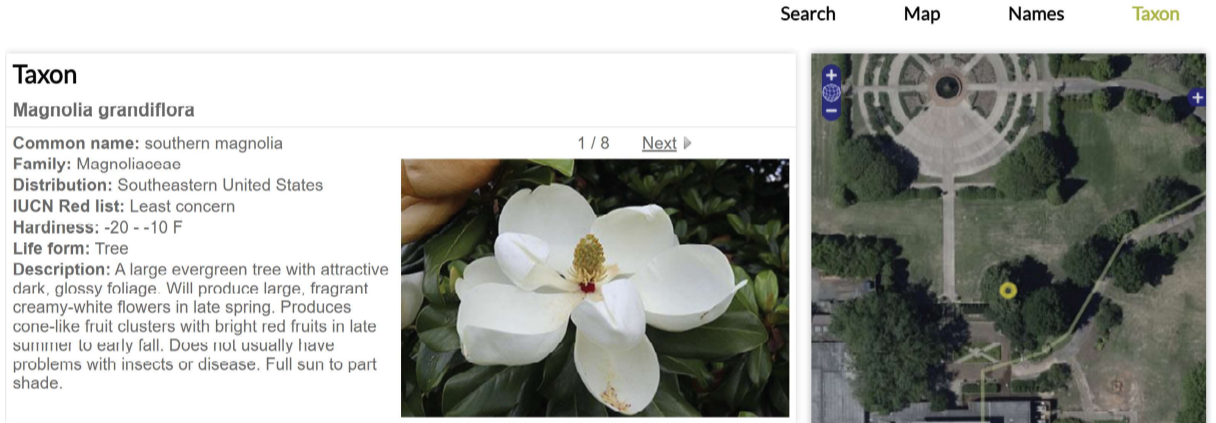 Search Map Names Taxon
Taxon
Magnolia grandiflora
Common name: southern magnolia
1 / 8 Next
Family: Magnoliaceae
Distribution: Southeastern United States
IUCN Red list: Least concern
Hardiness: -20 - -10 F
Life form: Tree
Description: A large evergreen tree with attractive
dark, glossy foliage. Will produce large, fragrant
creamy-white flowers in late spring. Produces
cone-like fruit clusters with bright red fruits in late
summer to early fall. Does not usually have
problems with insects or disease. Full sun to part
shade.